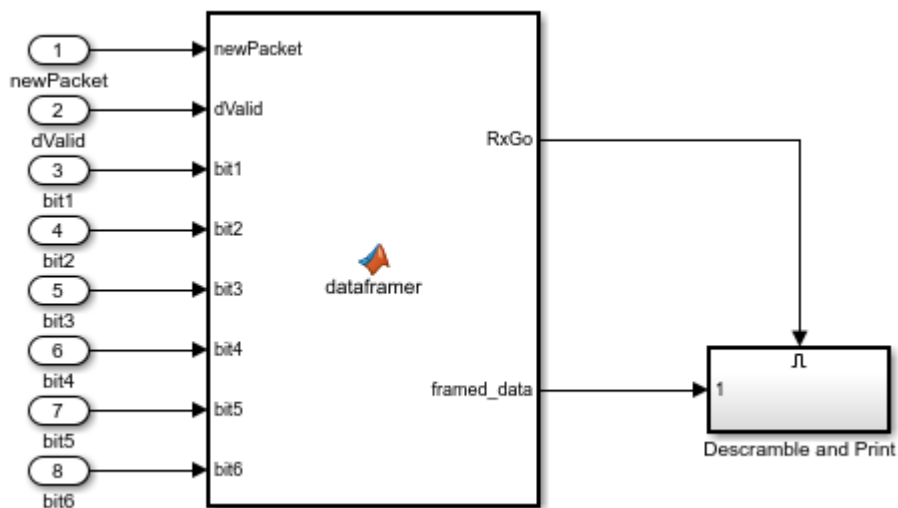 1
newPacket
newPacket
2
dValid
dValid
3
bit1
bit1
4
bit2
bit2
5
bit3
bit3
6
bit4
bit4
7
bit5
bit5
8
bit6
bit6
dataframer
RxGo
framed_data
1
Descramble and Print